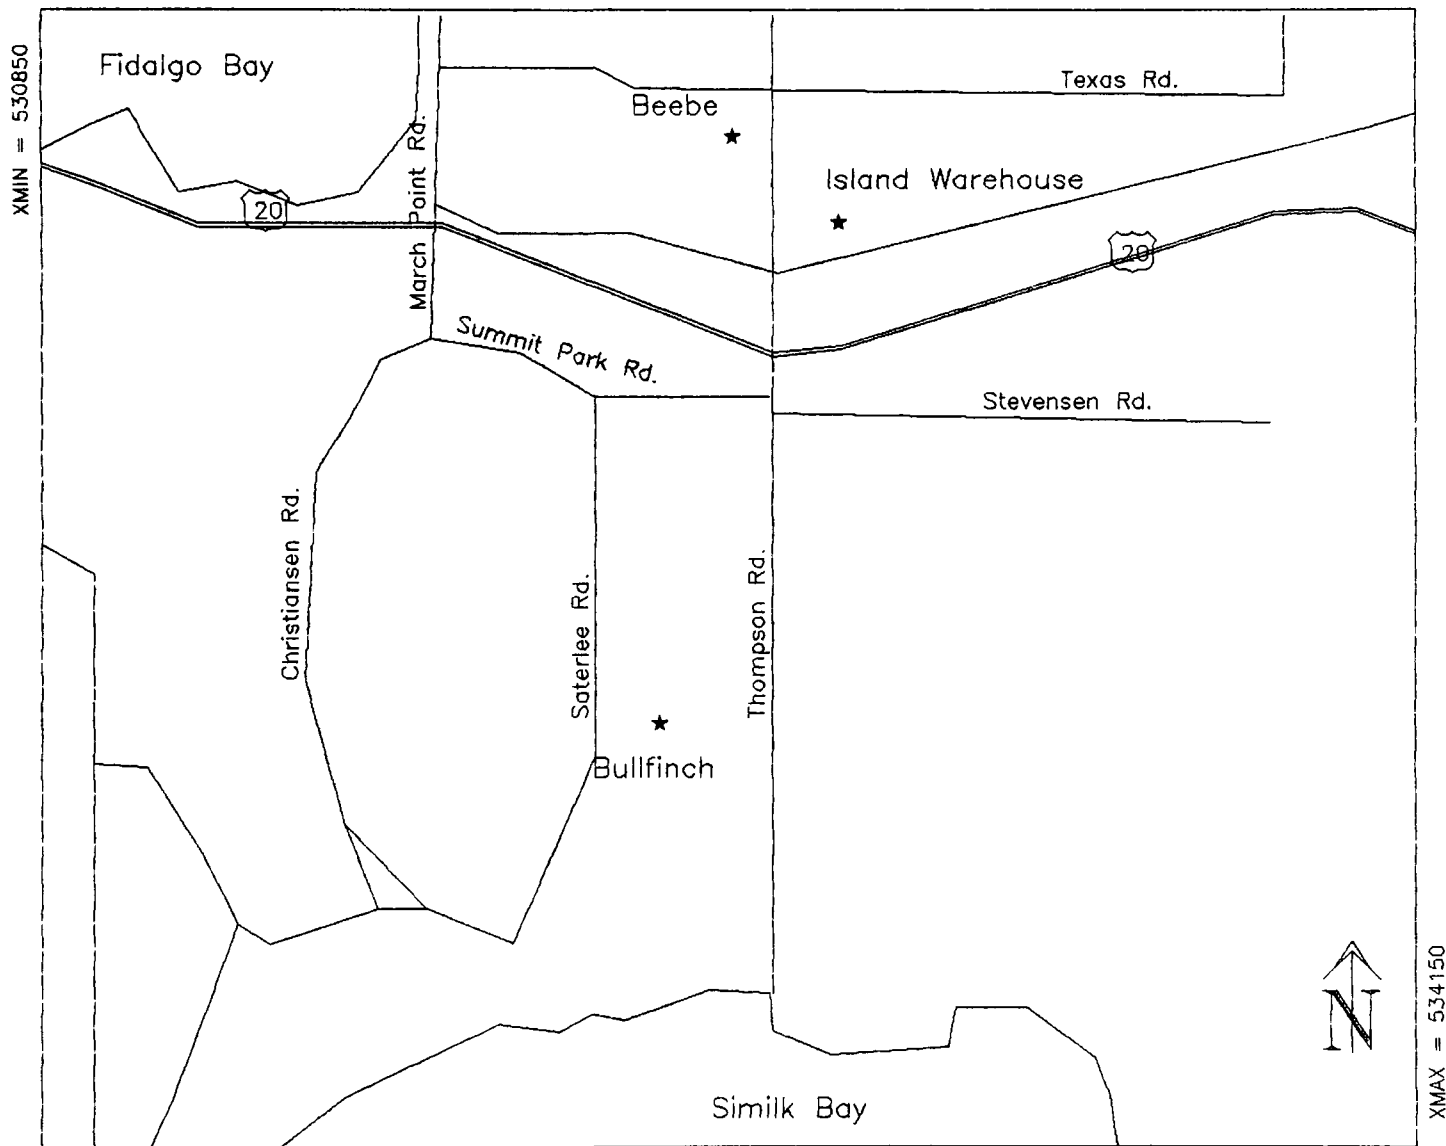 Fidalgo Bay
XMIN = 530850
Texas Rd.
Beebe
March Point Rd.
Island Warehouse
20
20
Summit Park Rd.
Stevensen Rd.
Christiansen Rd.
Saterlee Rd.
Thompson Rd.
Bullfinch
N
XMAX = 534150
Similk Bay